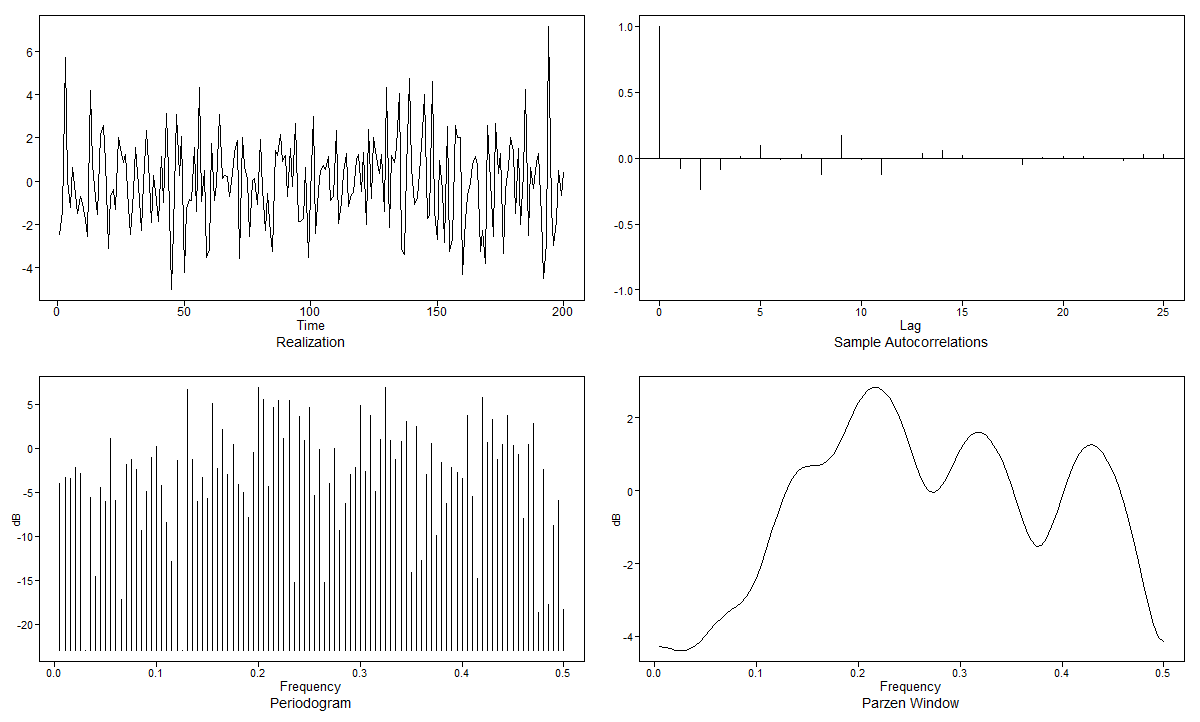 6
4
2
0
-2
-4
0 50 100 150 200
Time
Realization
1.0
0.5
0.0
-0.5
-1.0
0 5 10 15 20 25
Lag
Sample Autocorrelations
dB
5
0
-5
-10
-15
-20
0.0 0.1 0.2 0.3 0.4 0.5
Frequency
Periodogram
dB
2
0
-2
-4
0.0 0.1 0.2 0.3 0.4 0.5
Frequency
Parzen Window